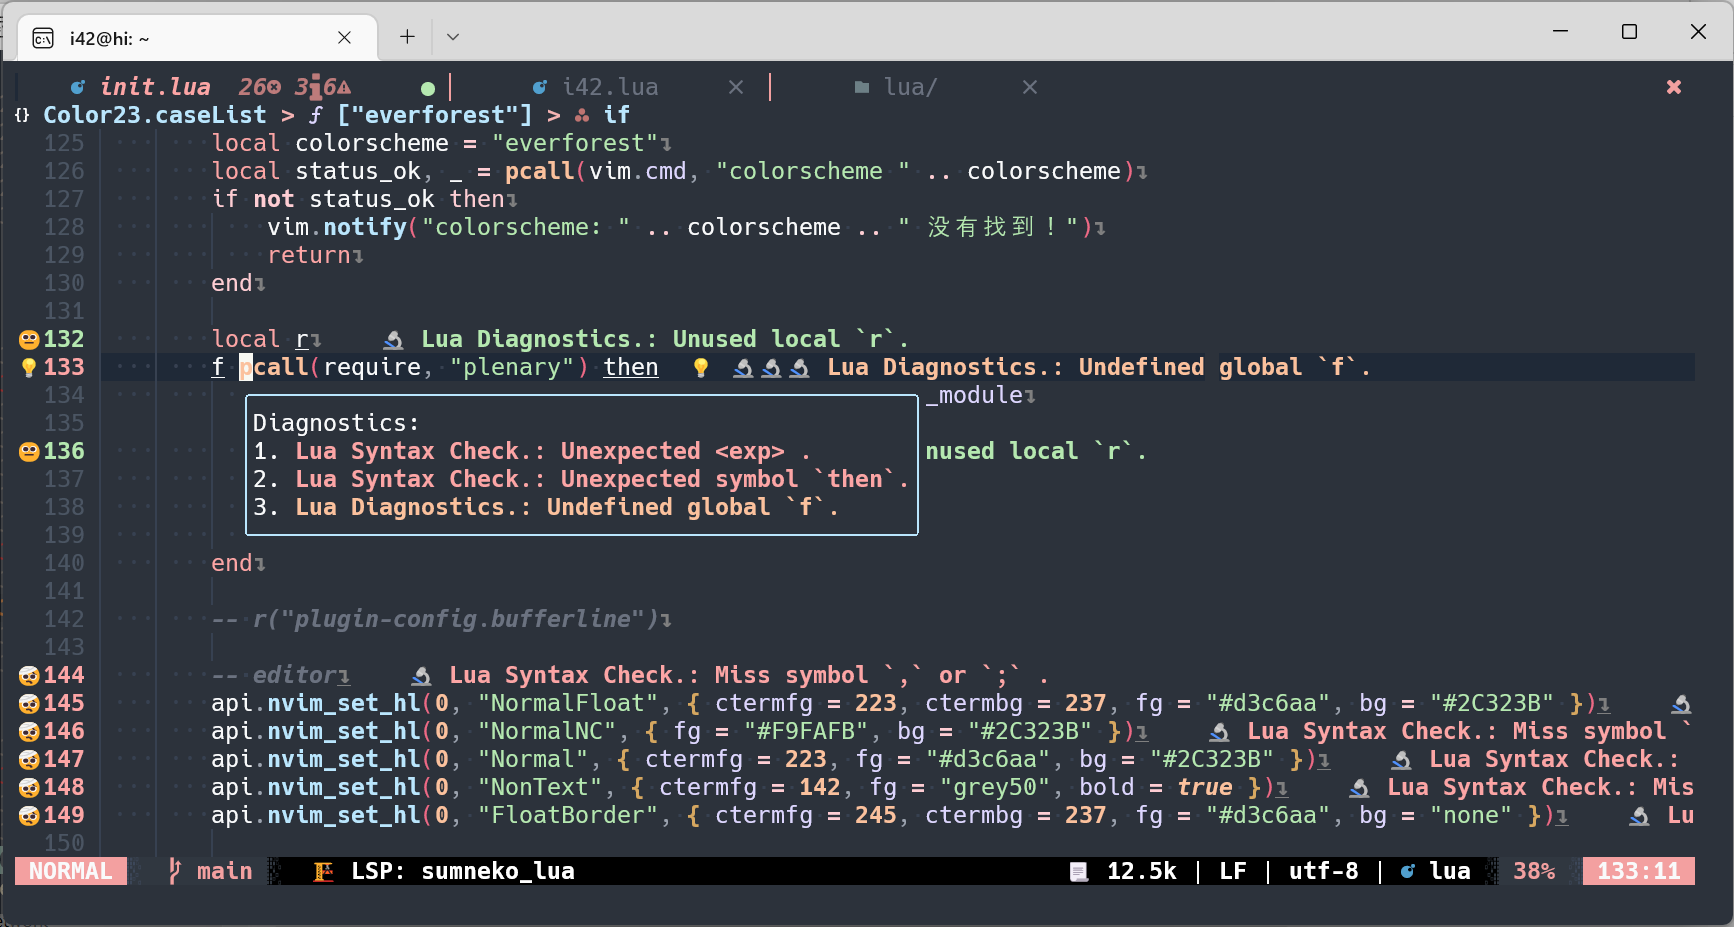 i42@hi: ~
init.lua 26 3 6 i42.lua lua/
{} Color23.caseList > ƒ ["everforest"] > if
125 local colorscheme = "everforest"
126 local status_ok, _ = pcall(vim.cmd, "colorscheme " .. colorscheme)
127 if not status_ok then
128 vim.notify("colorscheme: " .. colorscheme .. " 没有找到！")
129 return
130 end
131
132 local r Lua Diagnostics.: Unused local `r`.
133 f pcall(require, "plenary") then Lua Diagnostics.: Undefined global `f`.
134 _module
135 Diagnostics:
1. Lua Syntax Check.: Unexpected <exp> .
136 nused local `r`.
137 2. Lua Syntax Check.: Unexpected symbol `then`.
138 3. Lua Diagnostics.: Undefined global `f`.
139
140 end
141
142 -- r("plugin-config.bufferline")
143
144 -- editor Lua Syntax Check.: Miss symbol `,` or `;` .
145 api.nvim_set_hl(0, "NormalFloat", { ctermfg = 223, ctermbg = 237, fg = "#d3c6aa", bg = "#2C323B" })
146 api.nvim_set_hl(0, "NormalNC", { fg = "#F9FAFB", bg = "#2C323B" }) Lua Syntax Check.: Miss symbol `
147 api.nvim_set_hl(0, "Normal", { ctermfg = 223, fg = "#d3c6aa", bg = "#2C323B" }) Lua Syntax Check.:
148 api.nvim_set_hl(0, "NonText", { ctermfg = 142, fg = "grey50", bold = true }) Lua Syntax Check.: Mis
149 api.nvim_set_hl(0, "FloatBorder", { ctermfg = 245, ctermbg = 237, fg = "#d3c6aa", bg = "none" }) Lu
150
NORMAL main LSP: sumneko_lua 12.5k | LF | utf-8 | lua 38% 133:11